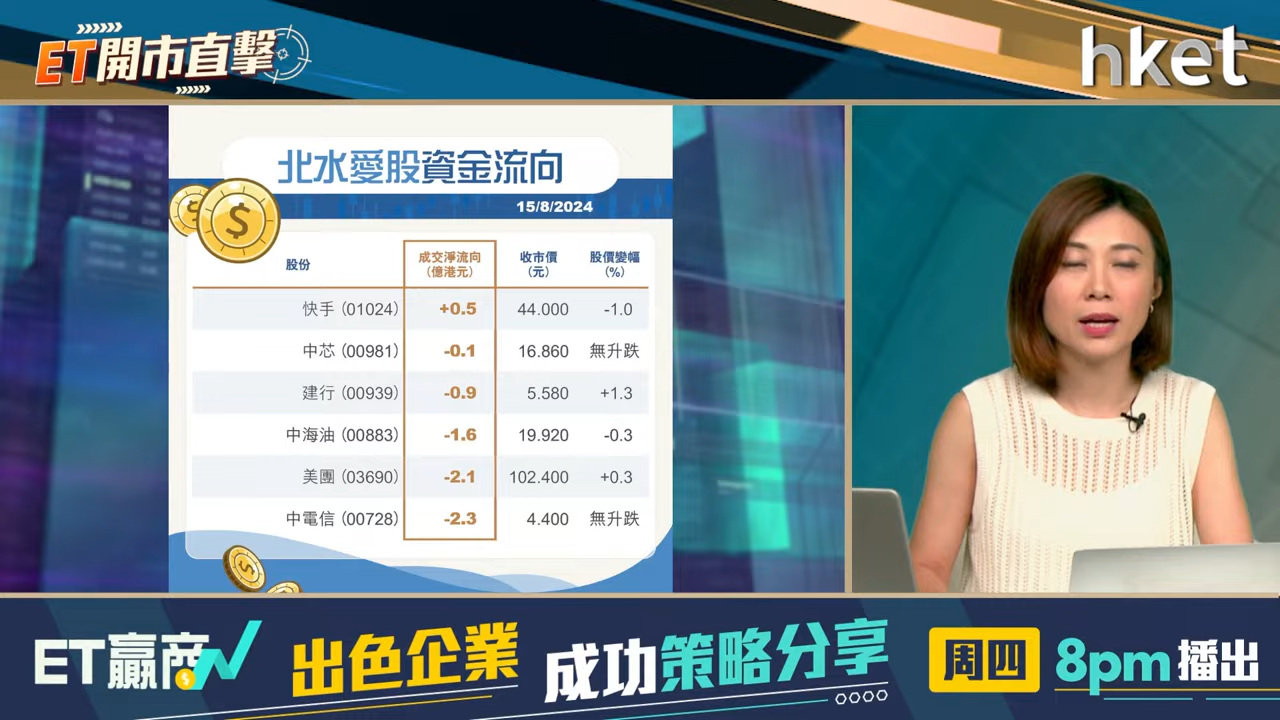 ET開市直擊
hket
北水愛股資金流向
15/8/2024
股份 成交淨流向 (億港元) 收市價 (元) 股價變幅 (%)
快手 (01024) +0.5 44.000 -1.0
中芯 (00981) -0.1 16.860 無升跌
建行 (00939) -0.9 5.580 +1.3
中海油 (00883) -1.6 19.920 -0.3
美團 (03690) -2.1 102.400 +0.3
中電信 (00728) -2.3 4.400 無升跌
ET贏商 出色企業 成功策略分享 周四 8pm播出